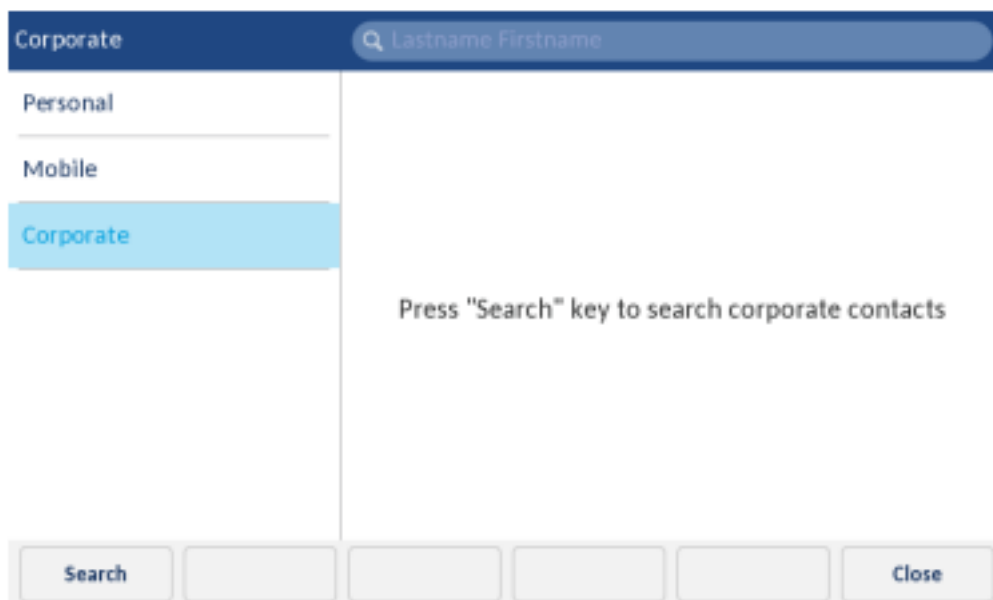 Corporate
Lastname Firstname
Personal
Mobile
Corporate
Press "Search" key to search corporate contacts
Search
Close